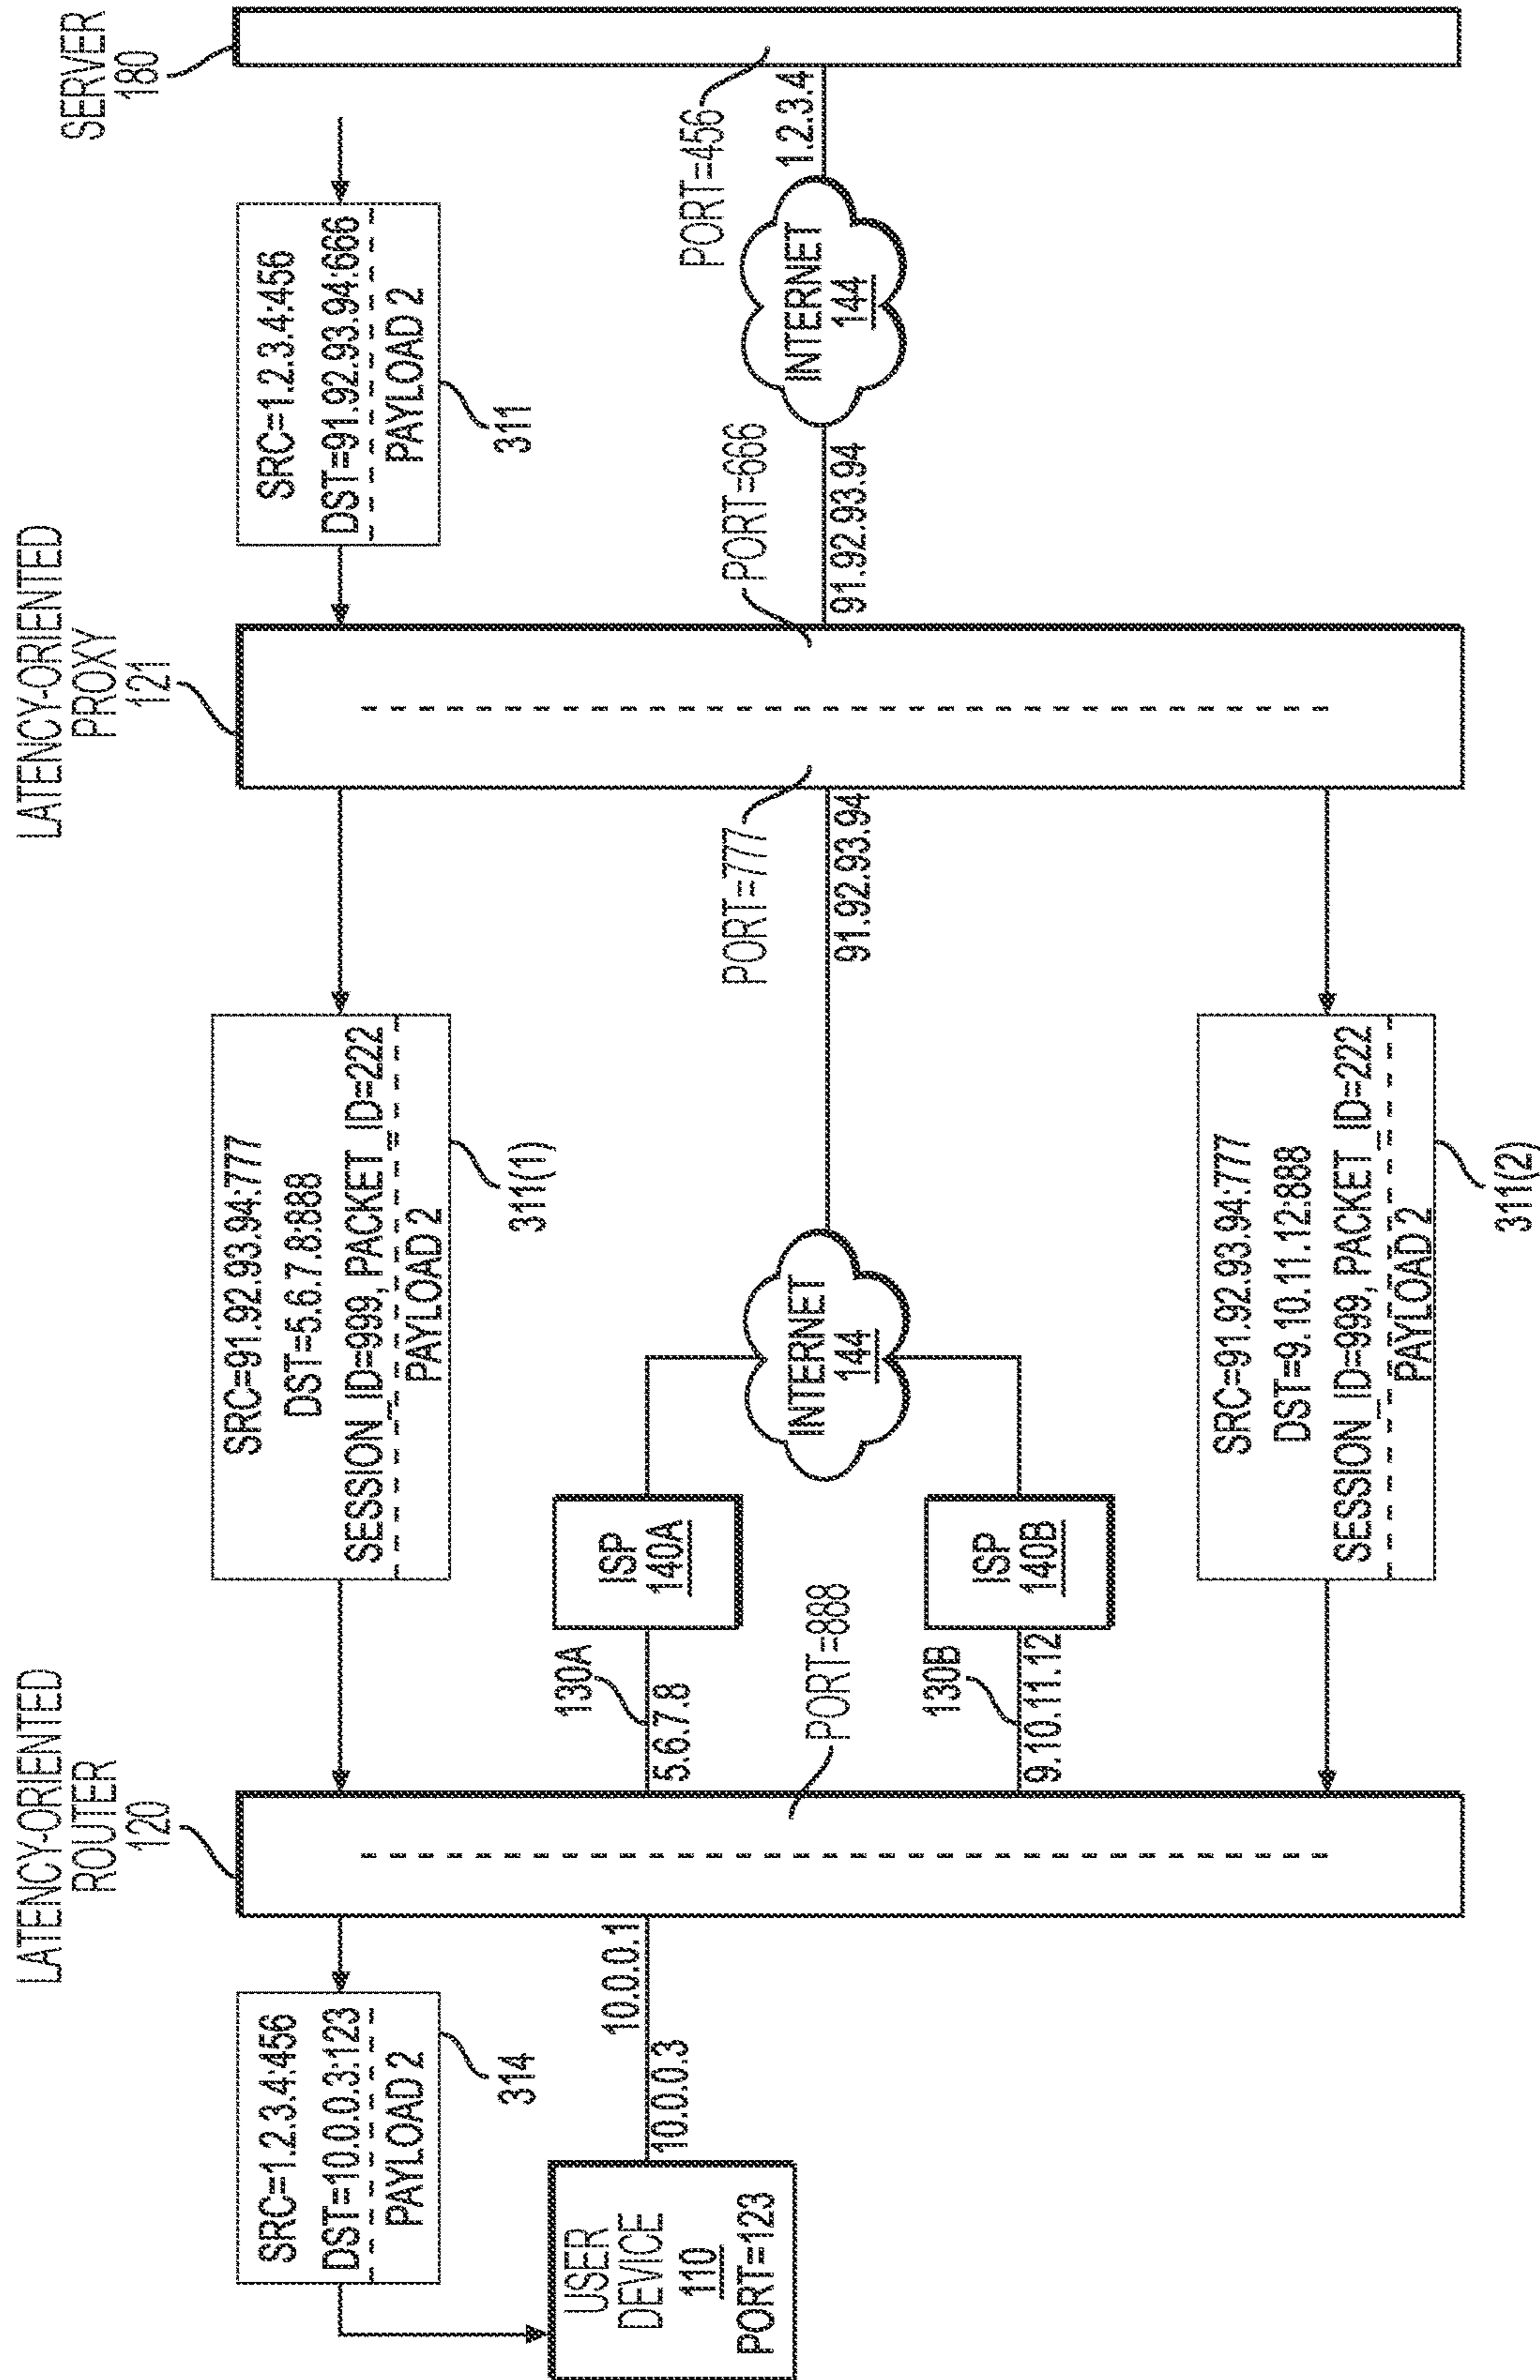 LATENCY-ORIENTED
ROUTER
120
LATENCY-ORIENTED
PROXY
121
SERVER
180
SRC=1.2.3.4:456
DST=10.0.0.3:123
PAYLOAD 2
314
SRC=91.92.93.94:777
DST=5.6.7.8:888
SESSION_ID=999, PACKET_ID=222
PAYLOAD 2
311(1)
SRC=1.2.3.4:456
DST=91.92.93.94:666
PAYLOAD 2
311
USER
DEVICE
110
PORT=123
10.0.0.3
10.0.0.1
130A
5.6.7.8
ISP
140A
PORT=888
130B
9.10.11.12
ISP
140B
INTERNET
144
PORT=777
91.92.93.94
PORT=666
91.92.93.94
INTERNET
144
PORT=456
1.2.3.4
SRC=91.92.93.94:777
DST=9.10.11.12:888
SESSION_ID=999, PACKET_ID=222
PAYLOAD 2
311(2)